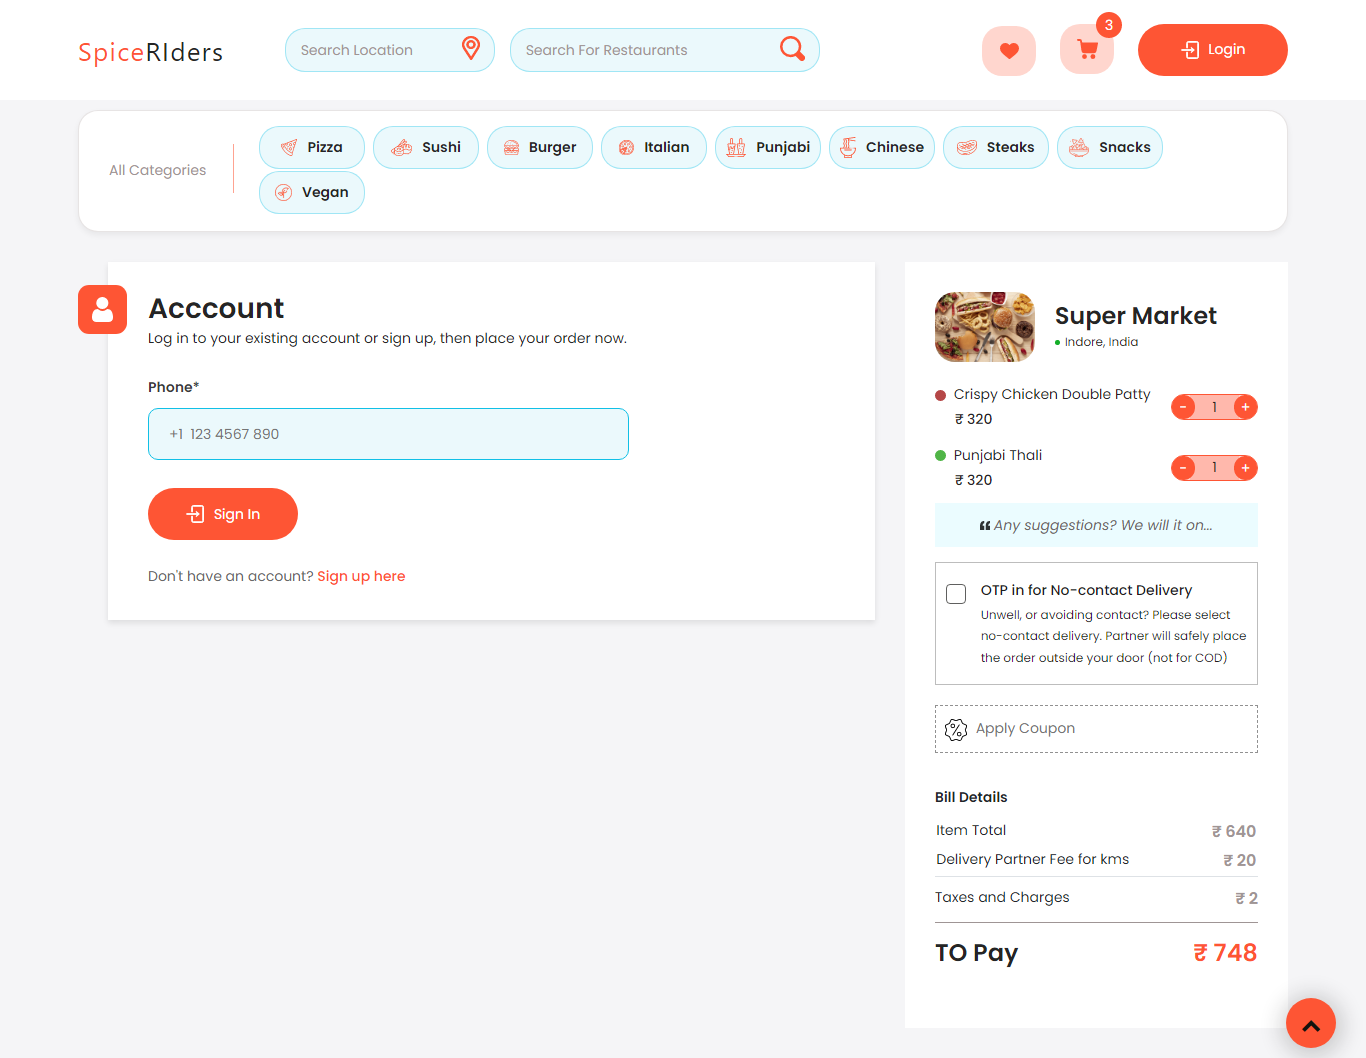 SpiceRIders
Search Location
Search For Restaurants
3
Login
All Categories
Pizza
Sushi
Burger
Italian
Punjabi
Chinese
Steaks
Snacks
Vegan
Acccount
Log in to your existing account or sign up, then place your order now.
Phone*
+1 123 4567 890
Sign In
Don't have an account? Sign up here
Super Market
Indore, India
Crispy Chicken Double Patty
₹ 320
- 1 +
Punjabi Thali
₹ 320
- 1 +
❝ Any suggestions? We will it on...
OTP in for No-contact Delivery
Unwell, or avoiding contact? Please select
no-contact delivery. Partner will safely place
the order outside your door (not for COD)
Apply Coupon
Bill Details
Item Total ₹ 640
Delivery Partner Fee for kms ₹ 20
Taxes and Charges ₹ 2
TO Pay ₹ 748